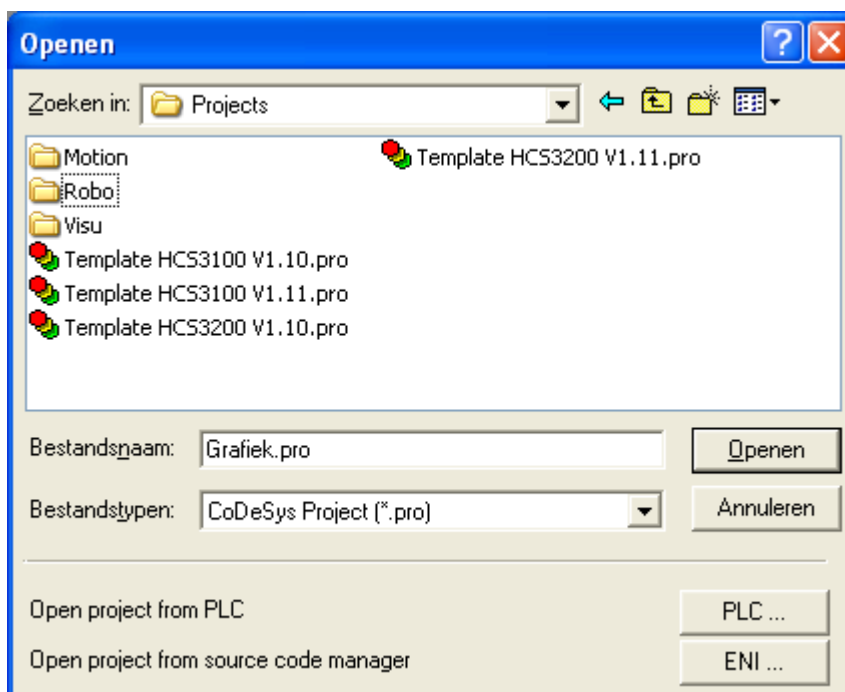 Openen
Zoeken in: Projects
Motion
Robo
Visu
Template HCS3100 V1.10.pro
Template HCS3100 V1.11.pro
Template HCS3200 V1.10.pro
Template HCS3200 V1.11.pro
Bestandsnaam: Grafiek.pro Openen
Bestandstypen: CoDeSys Project (*.pro) Annuleren
Open project from PLC PLC ...
Open project from source code manager ENI ...